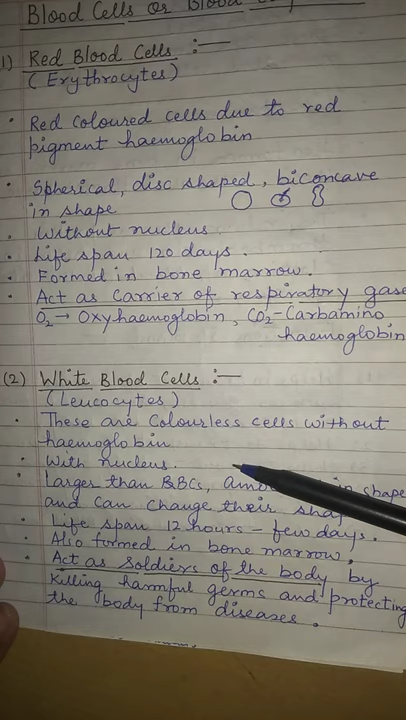 Blood Cells or Blood
1) Red Blood Cells :—
(Erythrocytes)
• Red Coloured cells due to red
pigment haemoglobin
• Spherical, disc shaped, biconcave
in shape
• Without nucleus
• Life span 120 days.
• Formed in bone marrow.
• Act as Carrier of respiratory gase
O₂ → Oxyhaemoglobin, CO₂-Carbamino
haemoglobin
(2) White Blood Cells :—
(Leucocytes)
• These are Colourless cells without
haemoglobin
• With nucleus.
• Larger than RBCs, in shape
and can change their
• Life span 12 hours – few days.
• Also formed in bone marrow.
• Act as Soldiers of the body by
killing harmful germs and protecting
the body from diseases.